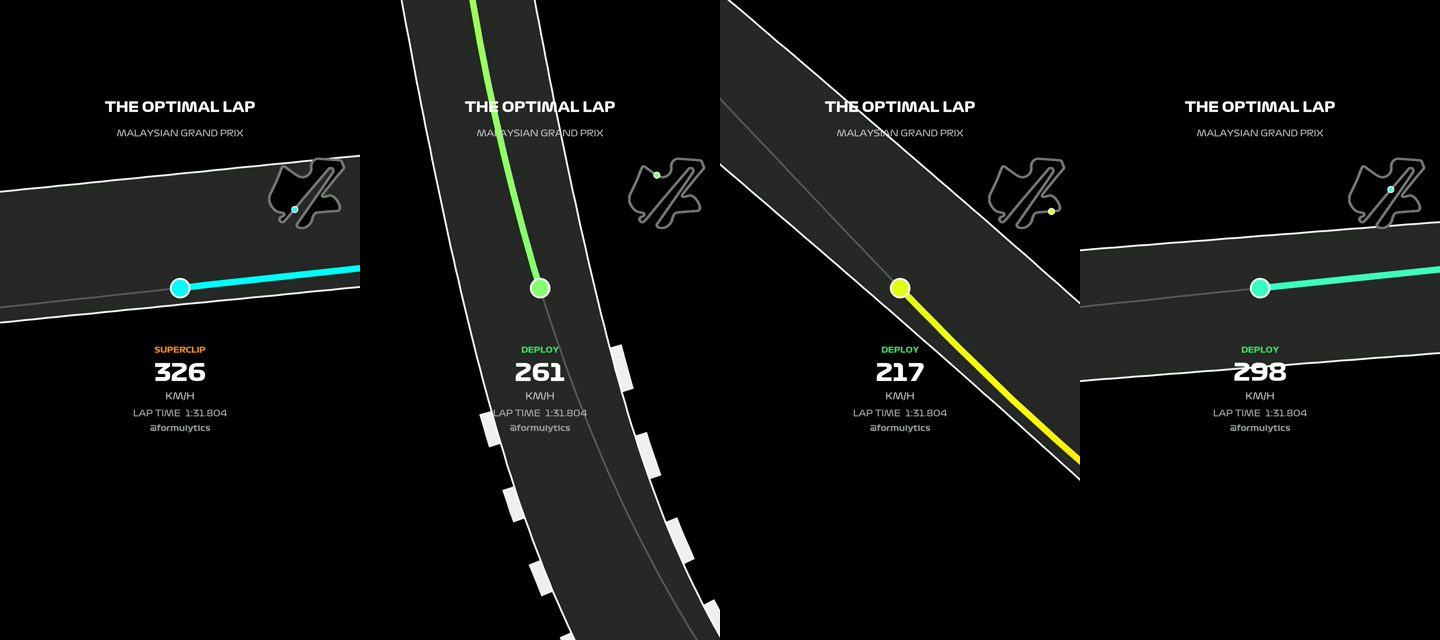 THE OPTIMAL LAP
MALAYSIAN GRAND PRIX
SUPERCLIP
326
KM/H
LAP TIME 1:31.804
@formulytics
THE OPTIMAL LAP
MALAYSIAN GRAND PRIX
DEPLOY
261
KM/H
LAP TIME 1:31.804
@formulytics
THE OPTIMAL LAP
MALAYSIAN GRAND PRIX
DEPLOY
217
KM/H
LAP TIME 1:31.804
@formulytics
THE OPTIMAL LAP
MALAYSIAN GRAND PRIX
DEPLOY
298
KM/H
LAP TIME 1:31.804
@formulytics